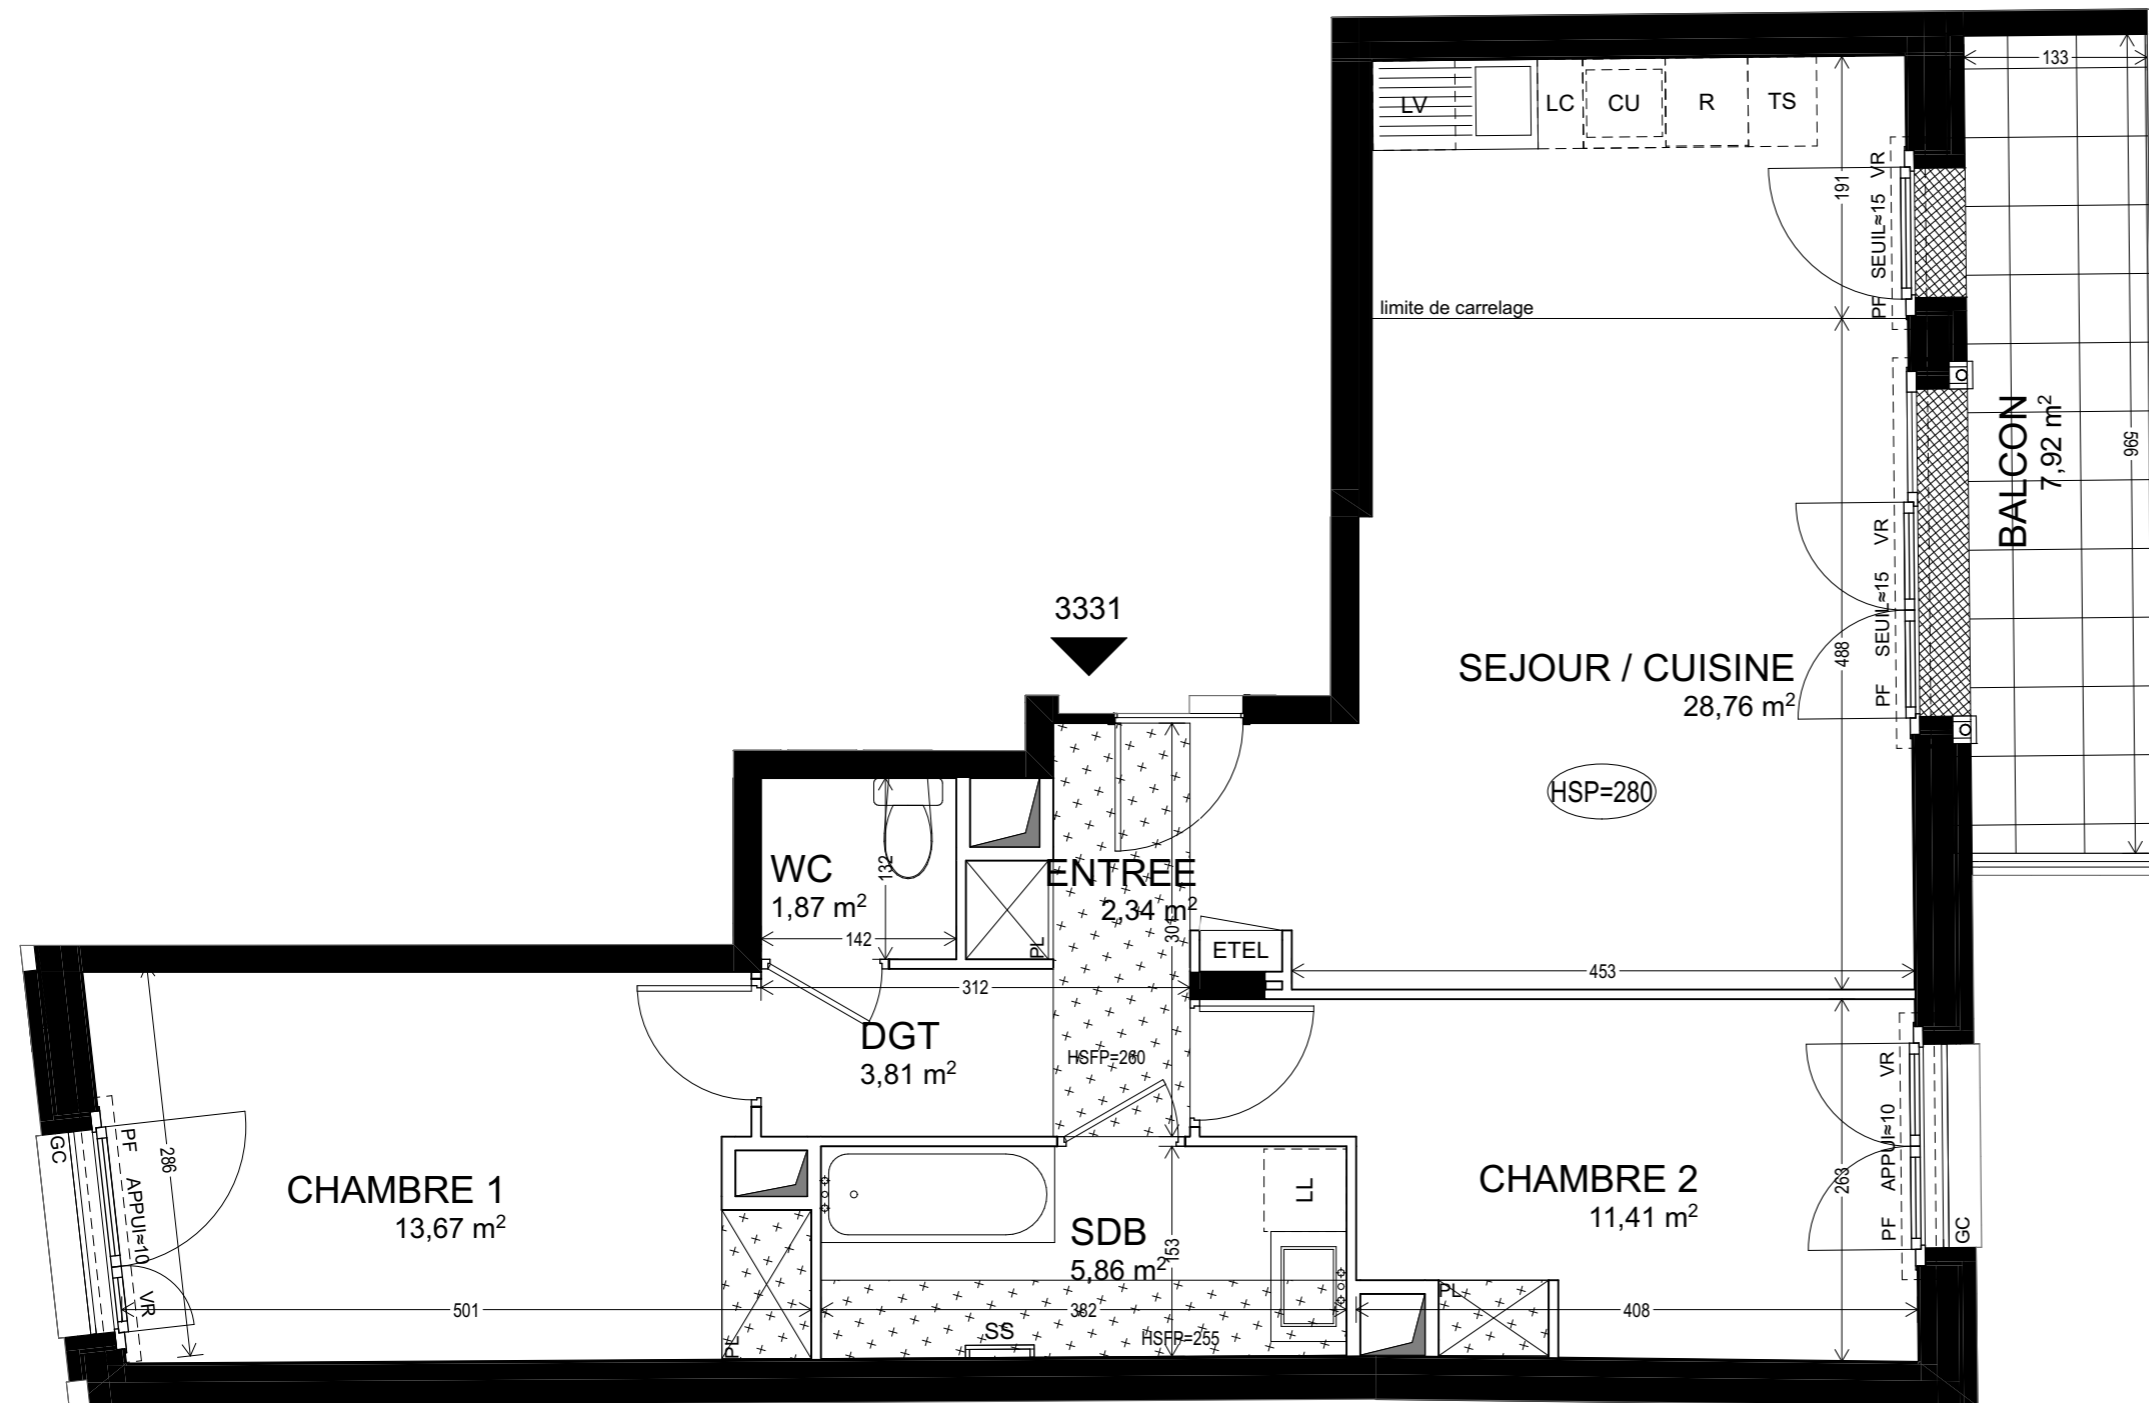 133
LV
LC
CU
R
TS
191
PF SEUIL≈15 VR
limite de carrelage
BALCON
7,92 m²
596
3331
SEJOUR / CUISINE
28,76 m²
488
PF SEUIL≈15 VR
HSP=280
WC
1,87 m²
132
142
PL
ENTREE
2,34 m²
301
ETEL
453
312
DGT
3,81 m²
HSFP=260
GC
PF APPUI≈10 VR
286
CHAMBRE 1
13,67 m²
501
PL
SDB
5,86 m²
153
LL
382
SS
HSFP=255
CHAMBRE 2
11,41 m²
263
PF APPUI≈10 VR
GC
PL
408